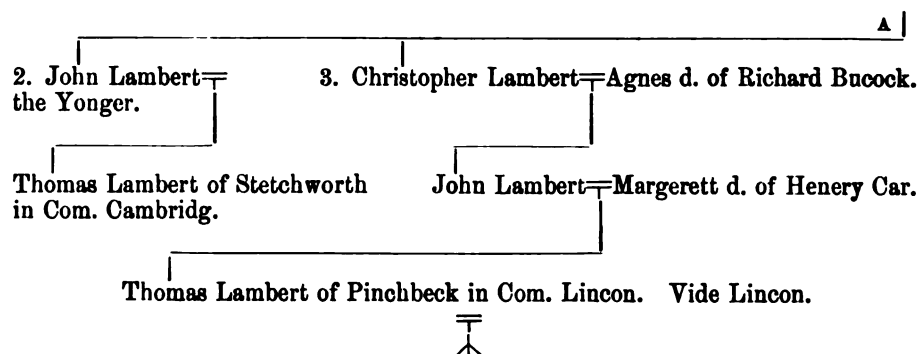 A
2. John Lambert 3. Christopher Lambert Agnes d. of Richard Bucock.
the Yonger.
Thomas Lambert of Stetchworth John Lambert Margerett d. of Henery Car.
in Com. Cambridg.
Thomas Lambert of Pinchbeck in Com. Lincon. Vide Lincon.